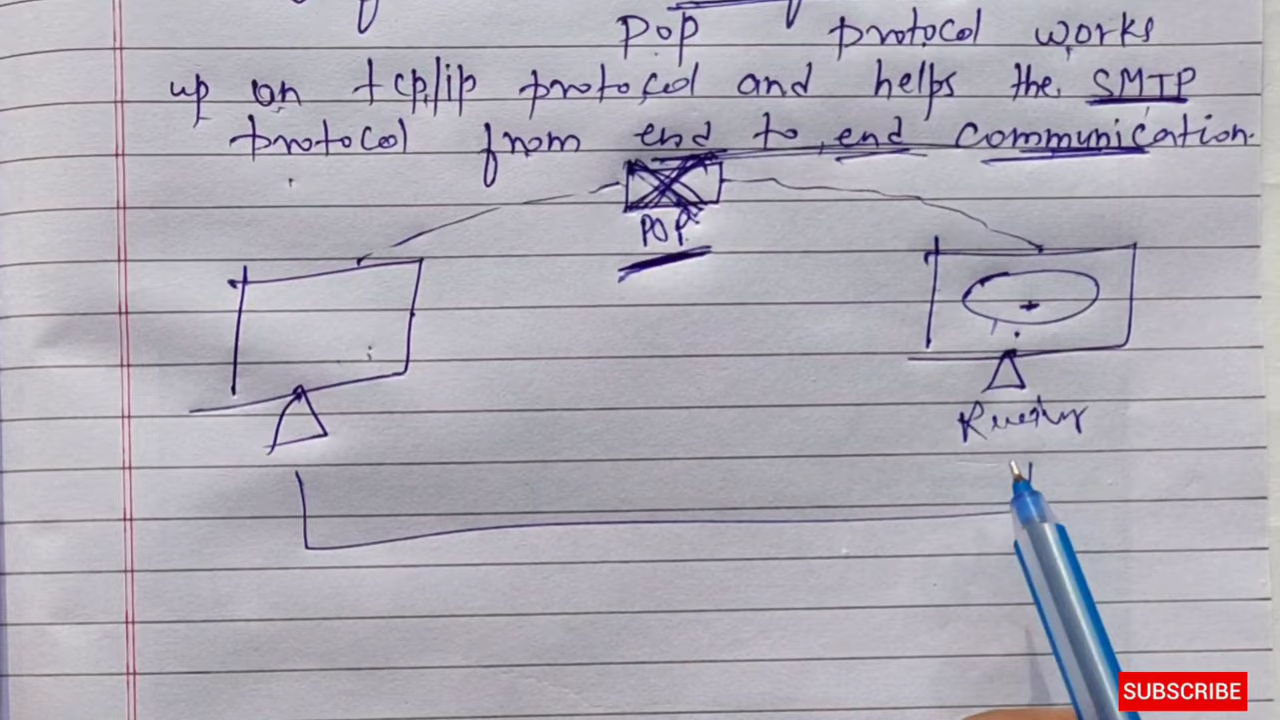 Pop protocol works
up on tcp/ip protocol and helps the SMTP
protocol from end to end communication.
POP
SUBSCRIBE